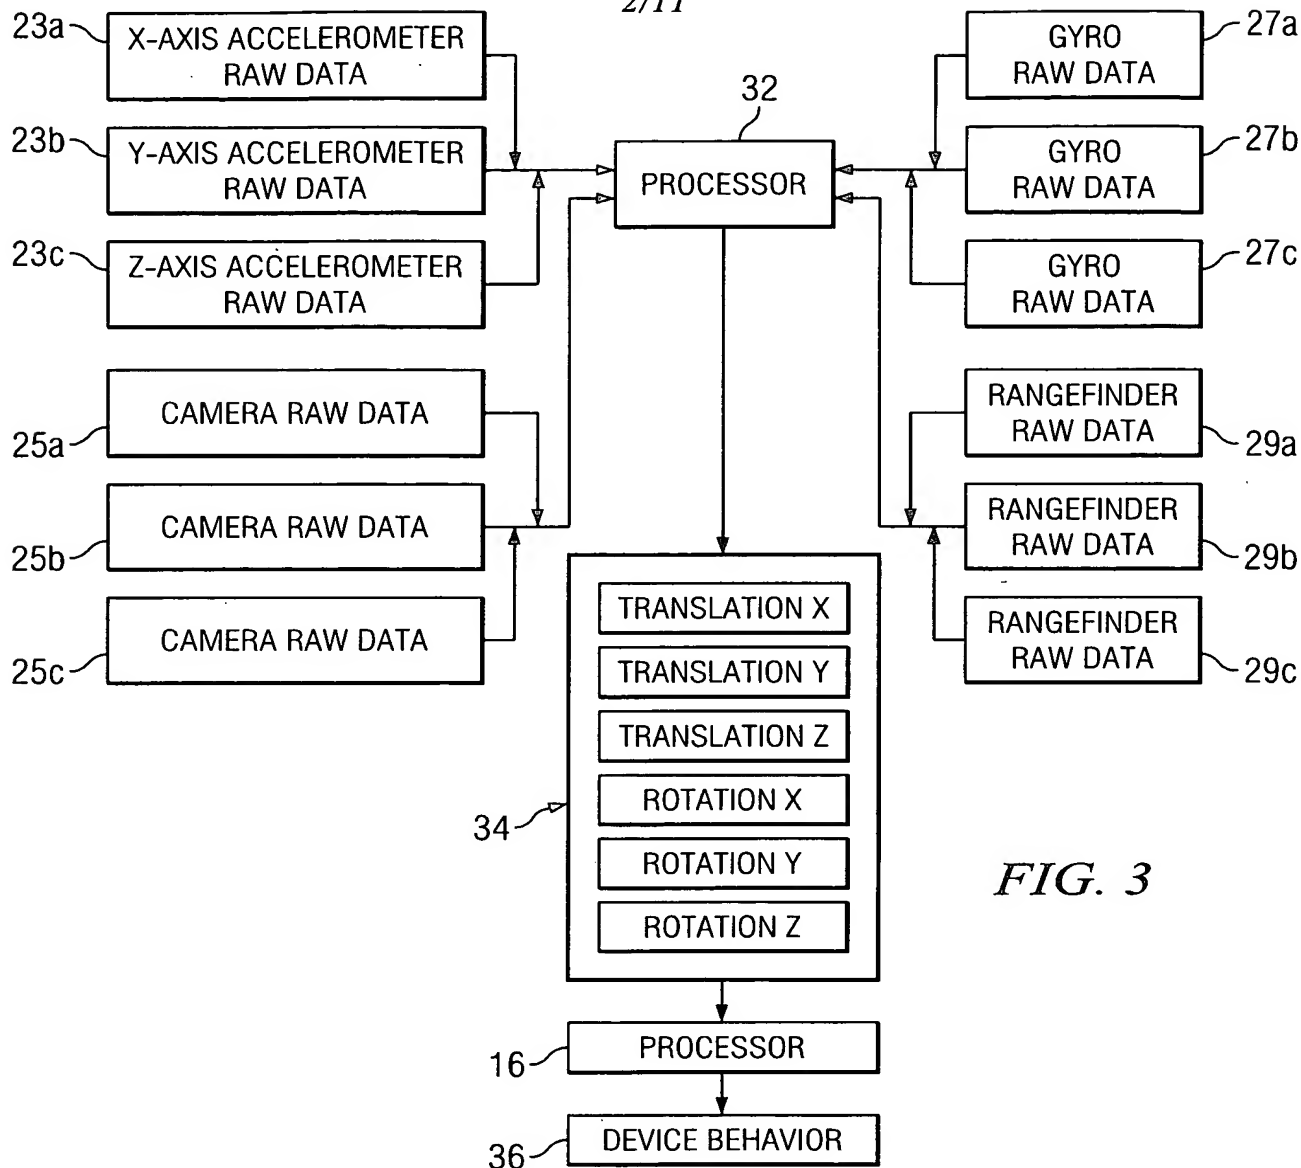 2/11
23a
X-AXIS ACCELEROMETER
RAW DATA
23b
Y-AXIS ACCELEROMETER
RAW DATA
23c
Z-AXIS ACCELEROMETER
RAW DATA
25a
CAMERA RAW DATA
25b
CAMERA RAW DATA
25c
CAMERA RAW DATA
32
PROCESSOR
27a
GYRO
RAW DATA
27b
GYRO
RAW DATA
27c
GYRO
RAW DATA
29a
RANGEFINDER
RAW DATA
29b
RANGEFINDER
RAW DATA
29c
RANGEFINDER
RAW DATA
34
TRANSLATION X
TRANSLATION Y
TRANSLATION Z
ROTATION X
ROTATION Y
ROTATION Z
16
PROCESSOR
36
DEVICE BEHAVIOR
FIG. 3